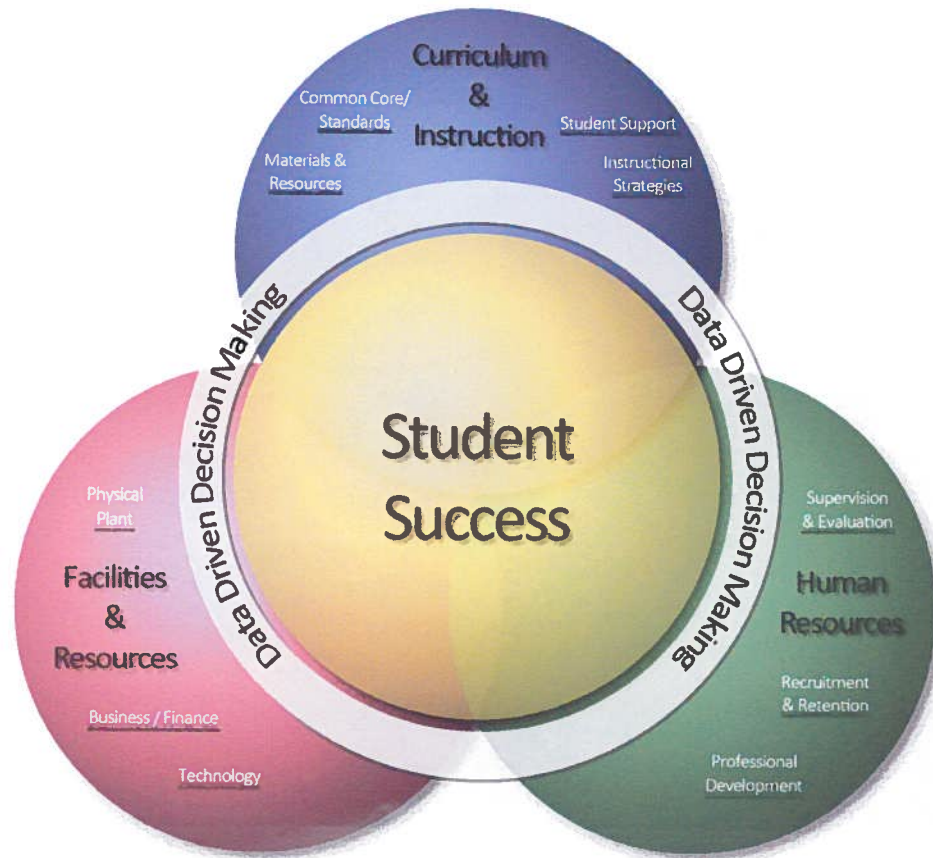 Curriculum
&
Instruction
Common Core/
Standards
Materials &
Resources
Student Support
Instructional
Strategies
Data Driven Decision Making
Data Driven Decision Making
Student
Success
Physical
Plant
Facilities
&
Resources
Business / Finance
Technology
Supervision
& Evaluation
Human
Resources
Recruitment
& Retention
Professional
Development